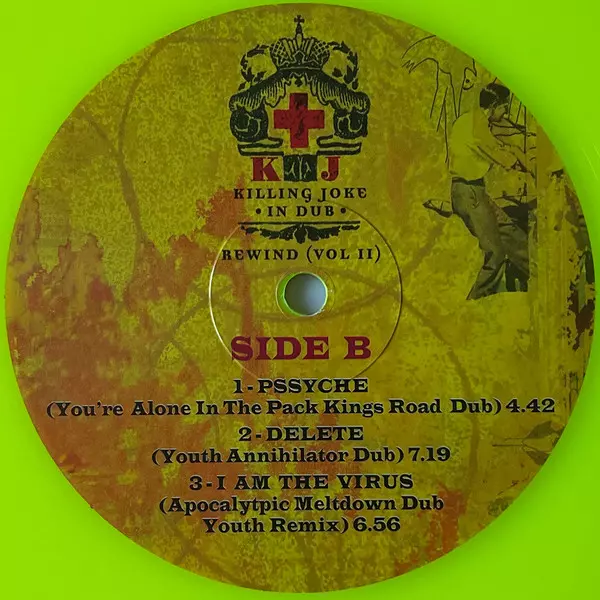 K J
KILLING JOKE
• IN DUB •
REWIND (VOL II)
SIDE B
1-PSSYCHE
(You're Alone In The Pack Kings Road Dub) 4.42
2-DELETE
(Youth Annihilator Dub) 7.19
3-I AM THE VIRUS
(Apocalytpic Meltdown Dub
Youth Remix) 6.56